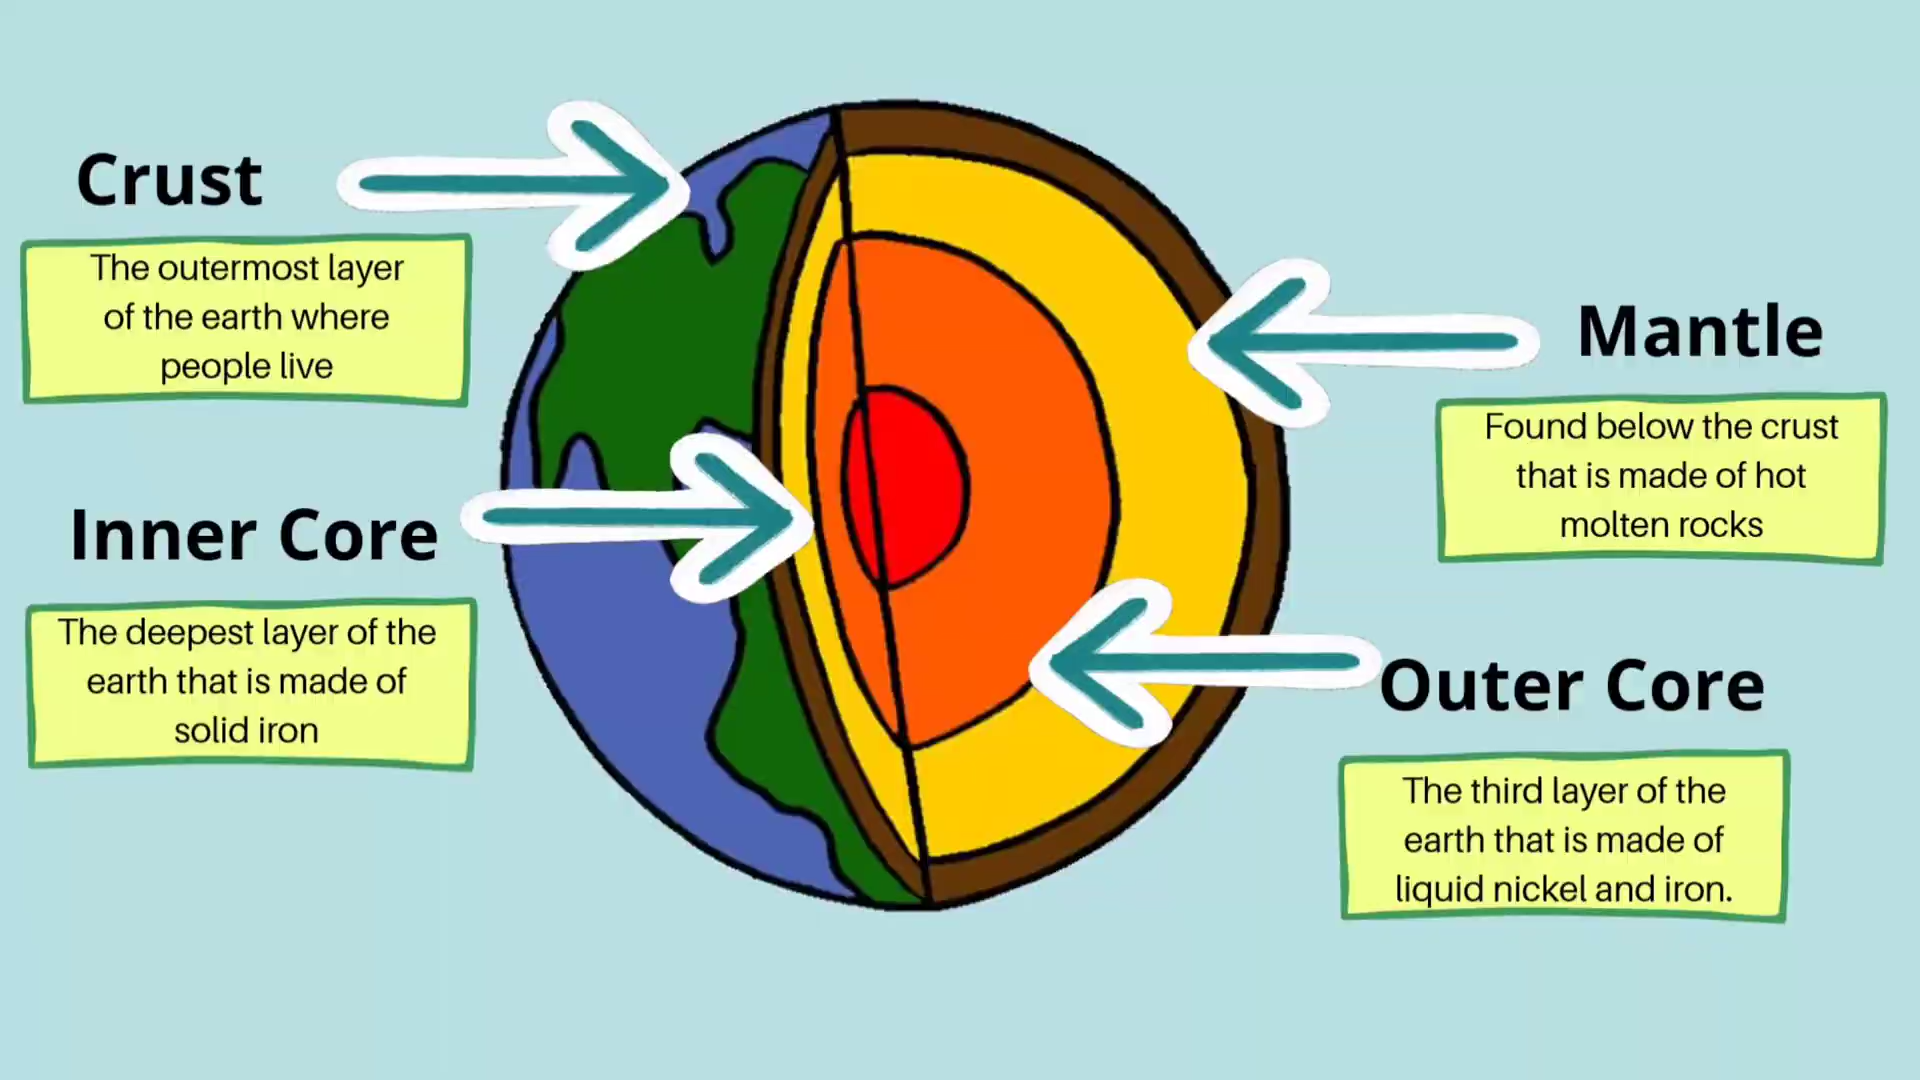 Crust
The outermost layer
of the earth where
people live
Inner Core
The deepest layer of the
earth that is made of
solid iron
Mantle
Found below the crust
that is made of hot
molten rocks
Outer Core
The third layer of the
earth that is made of
liquid nickel and iron.